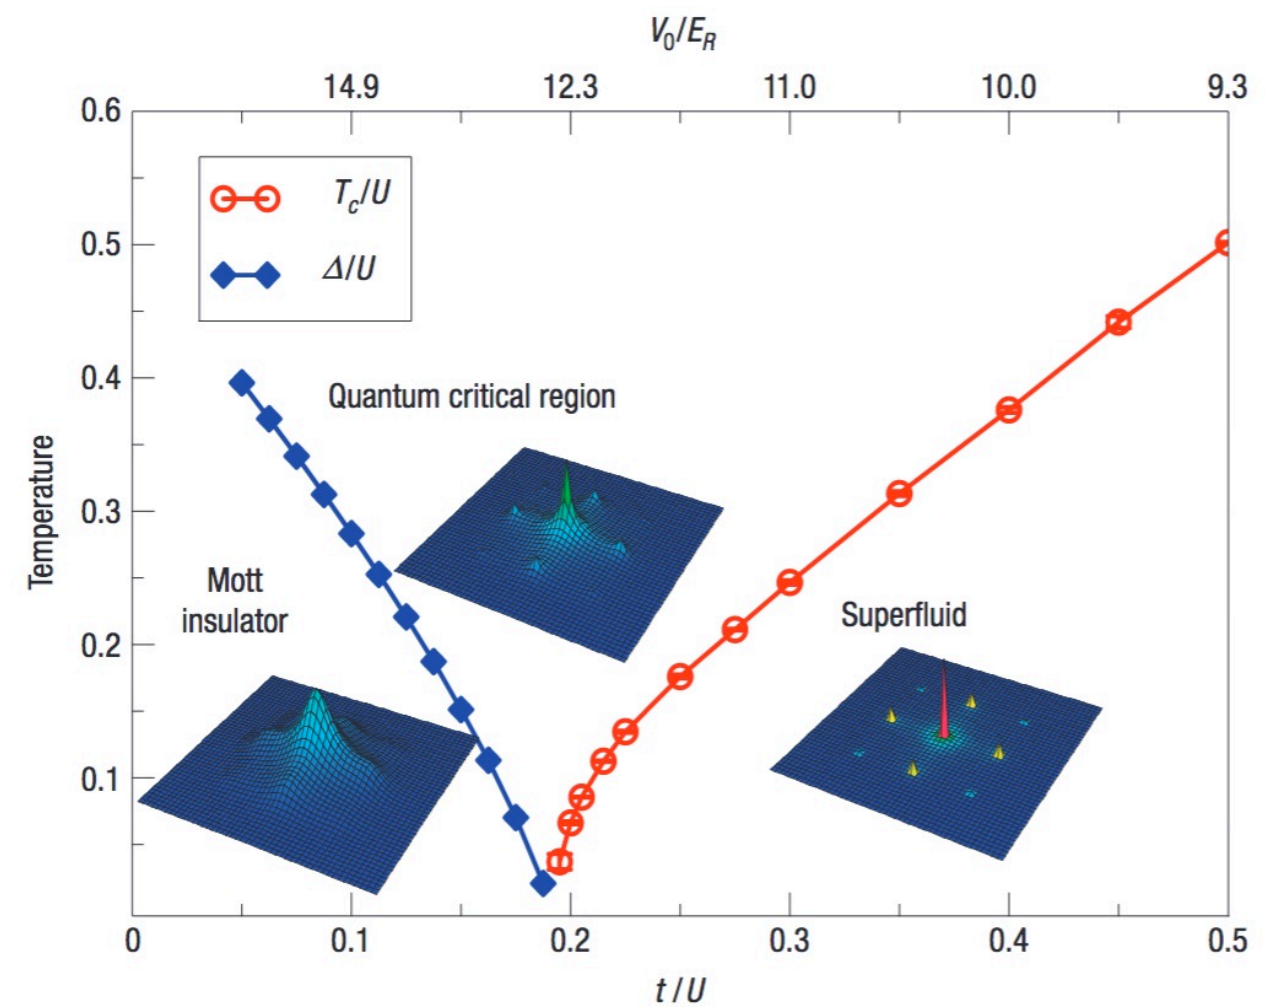 V₀/E_R
14.9 12.3 11.0 10.0 9.3
0.6
T_c/U
Δ/U
0.5
0.4
Quantum critical region
0.3
Temperature
Mott
insulator
Superfluid
0.2
0.1
0 0.1 0.2 0.3 0.4 0.5
t/U